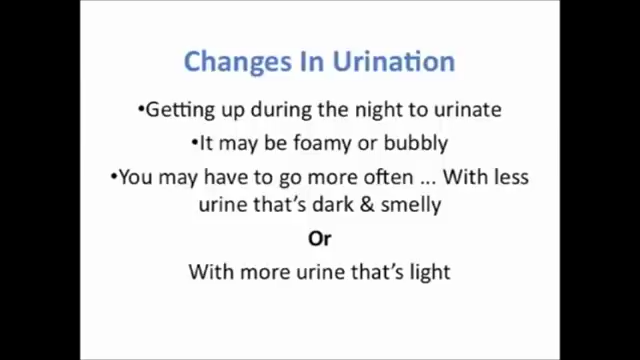 Changes In Urination
•Getting up during the night to urinate
•It may be foamy or bubbly
•You may have to go more often ... With less
urine that's dark & smelly
Or
With more urine that's light